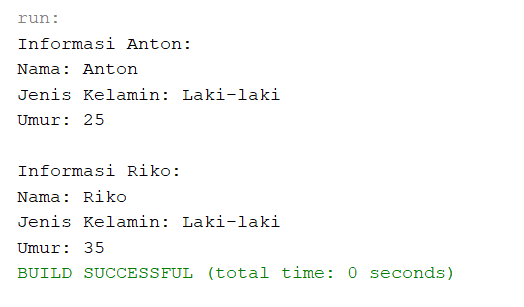 run:
Informasi Anton:
Nama: Anton
Jenis Kelamin: Laki-laki
Umur: 25

Informasi Riko:
Nama: Riko
Jenis Kelamin: Laki-laki
Umur: 35
BUILD SUCCESSFUL (total time: 0 seconds)